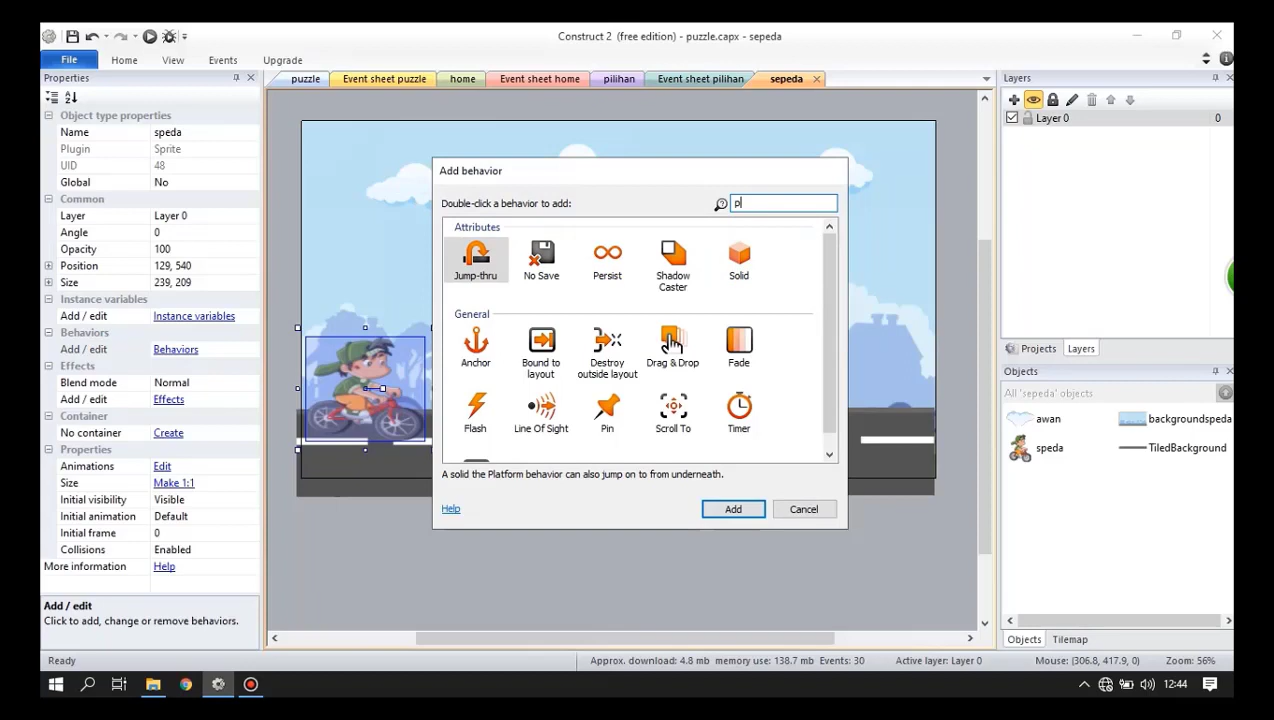 Construct 2 (free edition) - puzzle.capx - sepeda
File Home View Events Upgrade
Properties
puzzle Event sheet puzzle home Event sheet home pilihan Event sheet pilihan sepeda
Layers
Object type properties
Name speda
Plugin Sprite
UID 48
Global No
Common
Layer Layer 0
Angle 0
Opacity 100
Position 129, 540
Size 239, 209
Instance variables
Add / edit Instance variables
Behaviors
Add / edit Behaviors
Effects
Blend mode Normal
Add / edit Effects
Container
No container Create
Properties
Animations Edit
Size Make 1:1
Initial visibility Visible
Initial animation Default
Initial frame 0
Collisions Enabled
More information Help
Add / edit
Click to add, change or remove behaviors.
Add behavior
Double-click a behavior to add: p
Attributes
Jump-thru No Save Persist Shadow Caster Solid
General
Anchor Bound to layout Destroy outside layout Drag & Drop Fade
Flash Line Of Sight Pin Scroll To Timer
A solid the Platform behavior can also jump on to from underneath.
Help Add Cancel
Layer 0 0
Projects Layers
Objects
All 'sepeda' objects
awan backgroundspeda
speda TiledBackground
Objects Tilemap
Ready Approx. download: 4.8 mb memory use: 138.7 mb Events: 30 Active layer: Layer 0 Mouse: (306.8, 417.9, 0) Zoom: 56%
12:44